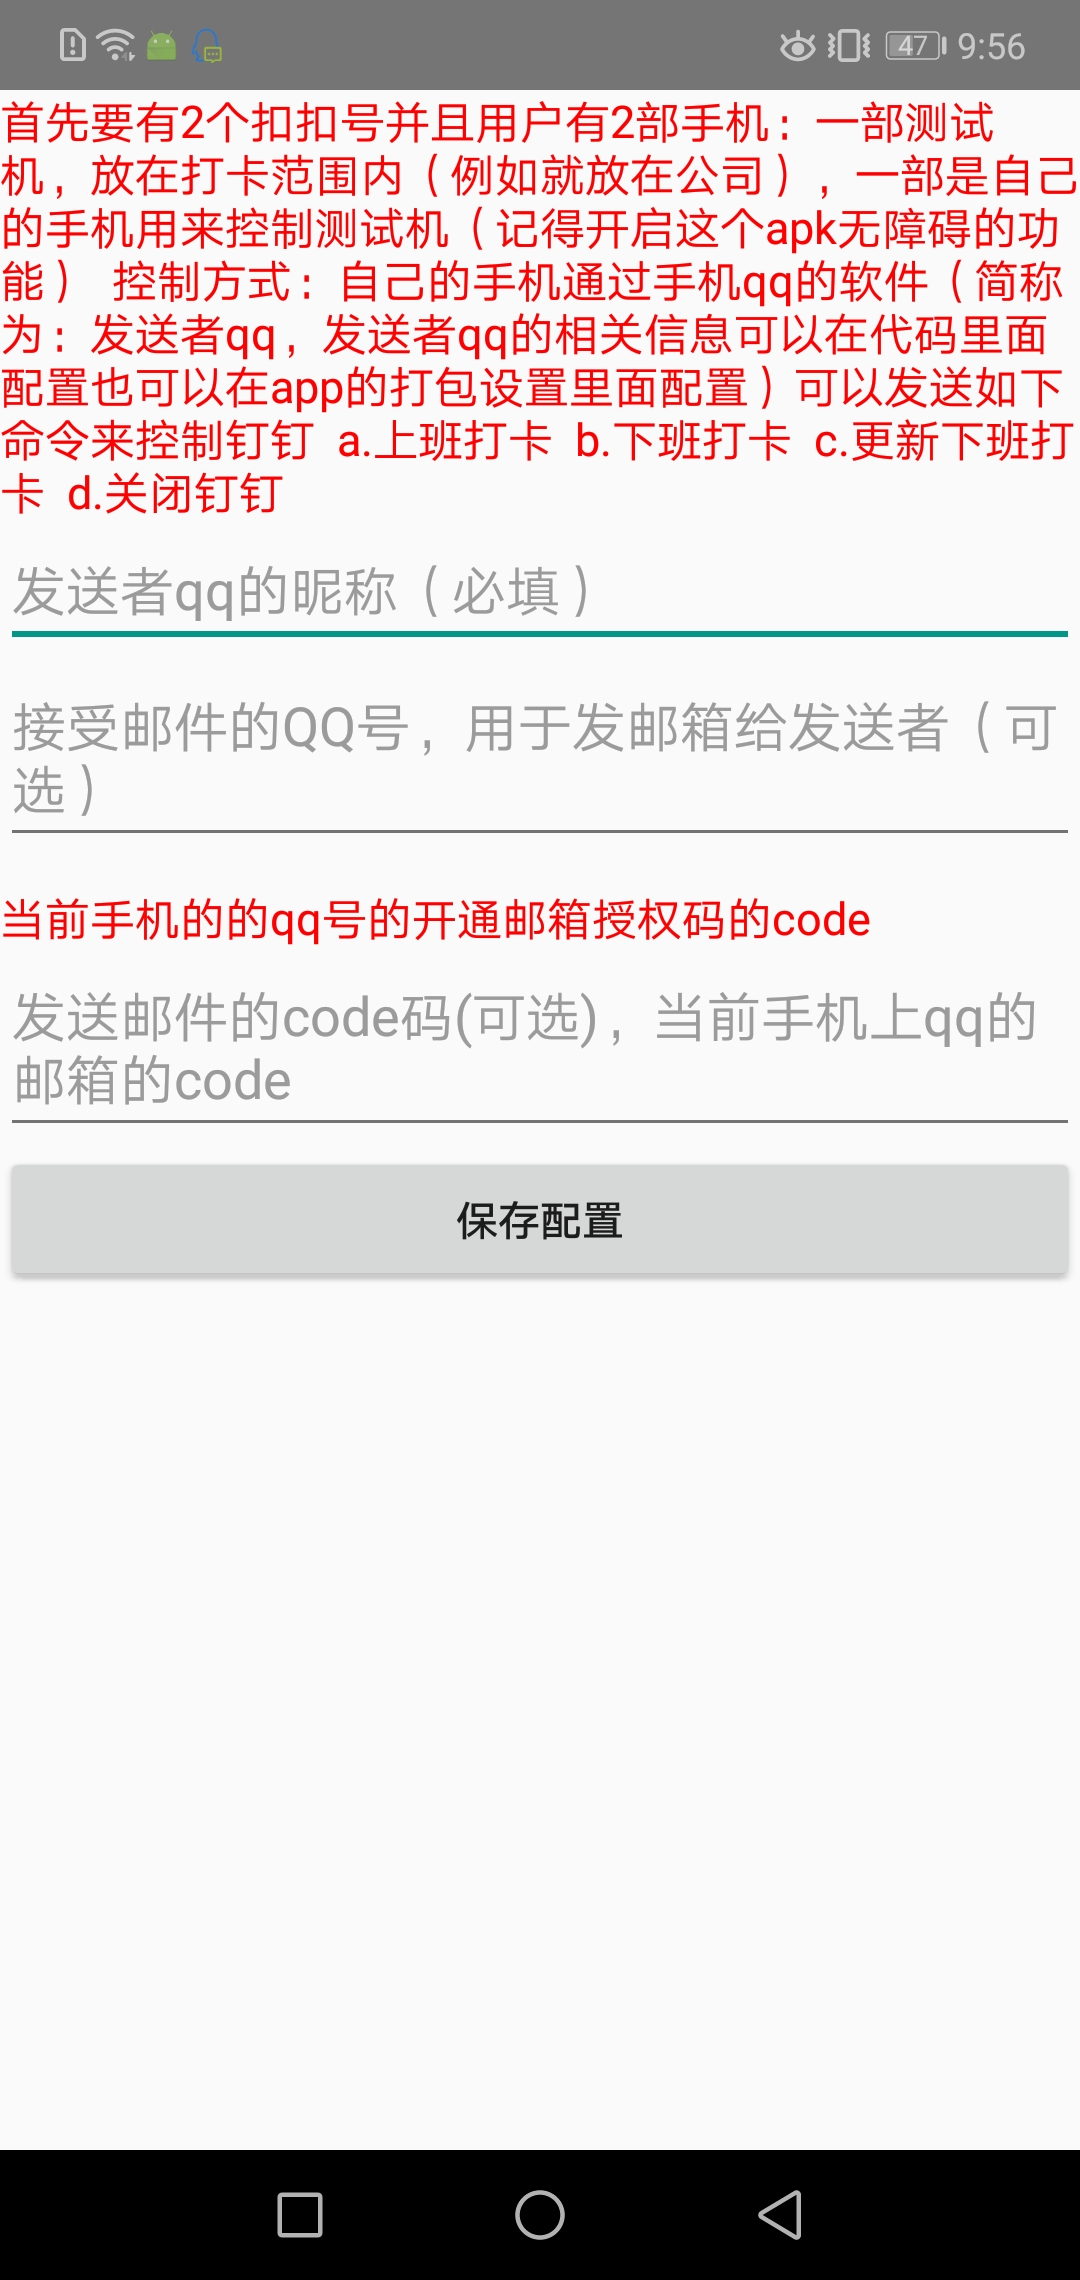 47 9:56
首先要有2个扣扣号并且用户有2部手机：一部测试
机，放在打卡范围内（例如就放在公司），一部是自己
的手机用来控制测试机（记得开启这个apk无障碍的功
能） 控制方式：自己的手机通过手机qq的软件（简称
为：发送者qq，发送者qq的相关信息可以在代码里面
配置也可以在app的打包设置里面配置）可以发送如下
命令来控制钉钉 a.上班打卡 b.下班打卡 c.更新下班打
卡 d.关闭钉钉
发送者qq的昵称（必填）
接受邮件的QQ号，用于发邮箱给发送者（可
选）
当前手机的的qq号的开通邮箱授权码的code
发送邮件的code码(可选)，当前手机上qq的
邮箱的code
保存配置